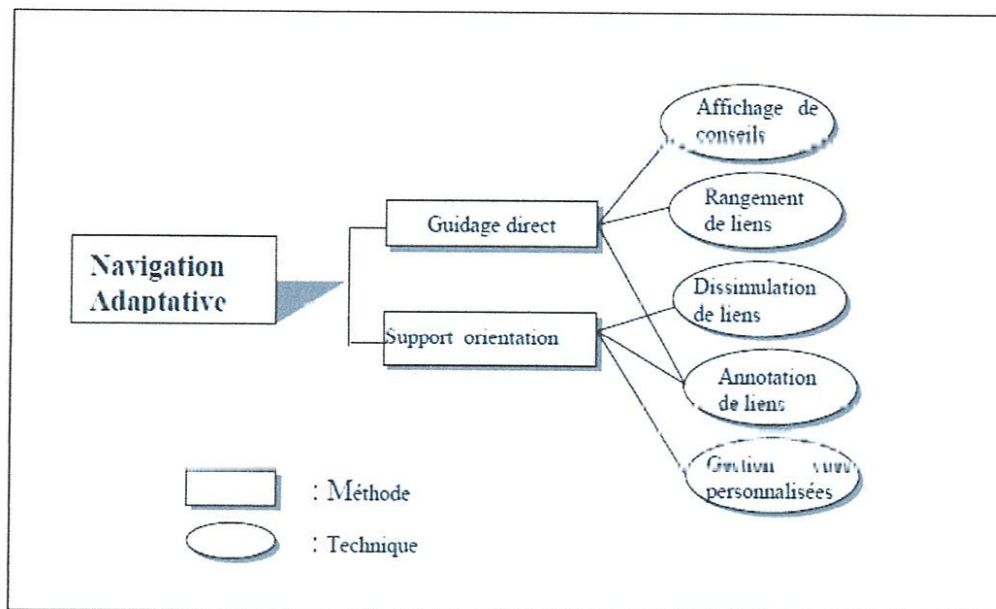 Navigation
Adaptative
Guidage direct
Support orientation
Affichage de
conseils
Rangement
de liens
Dissimulation
de liens
Annotation
de liens
Gestion
personnalisées
: Méthode
: Technique